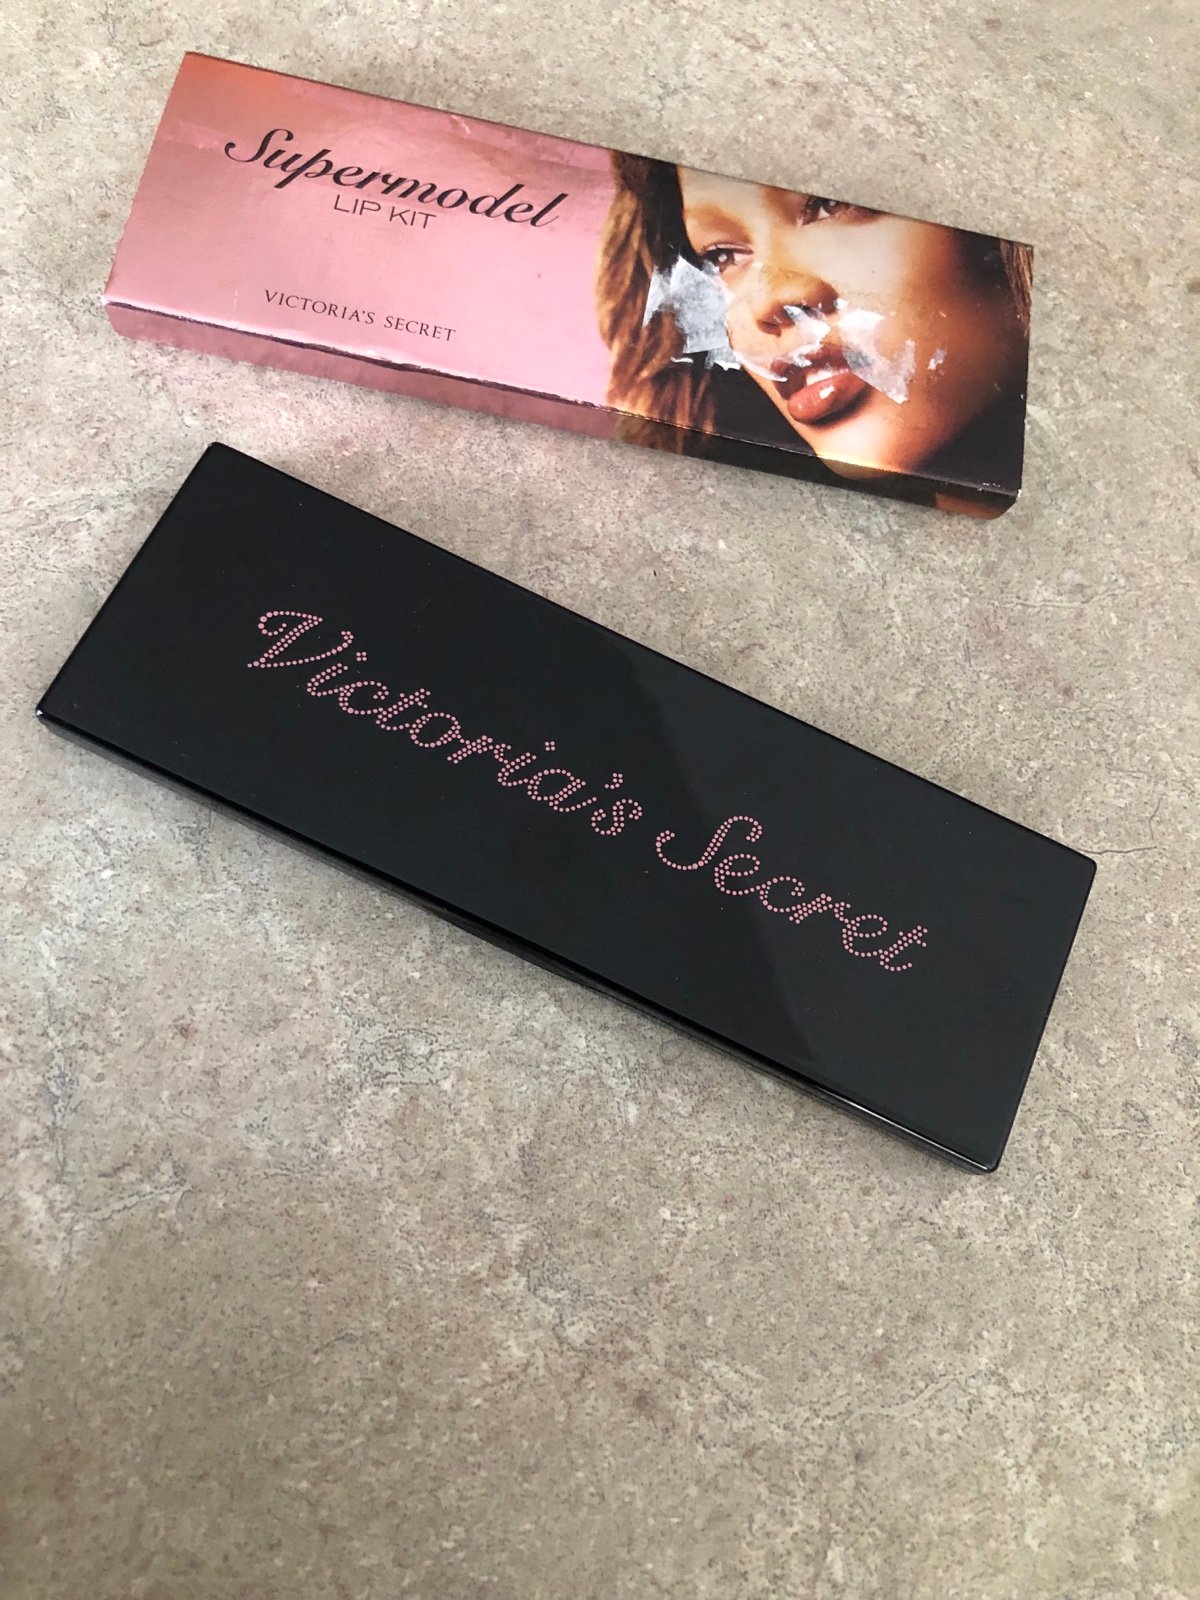 Supermodel
LIP KIT
VICTORIA'S SECRET
Victoria's Secret